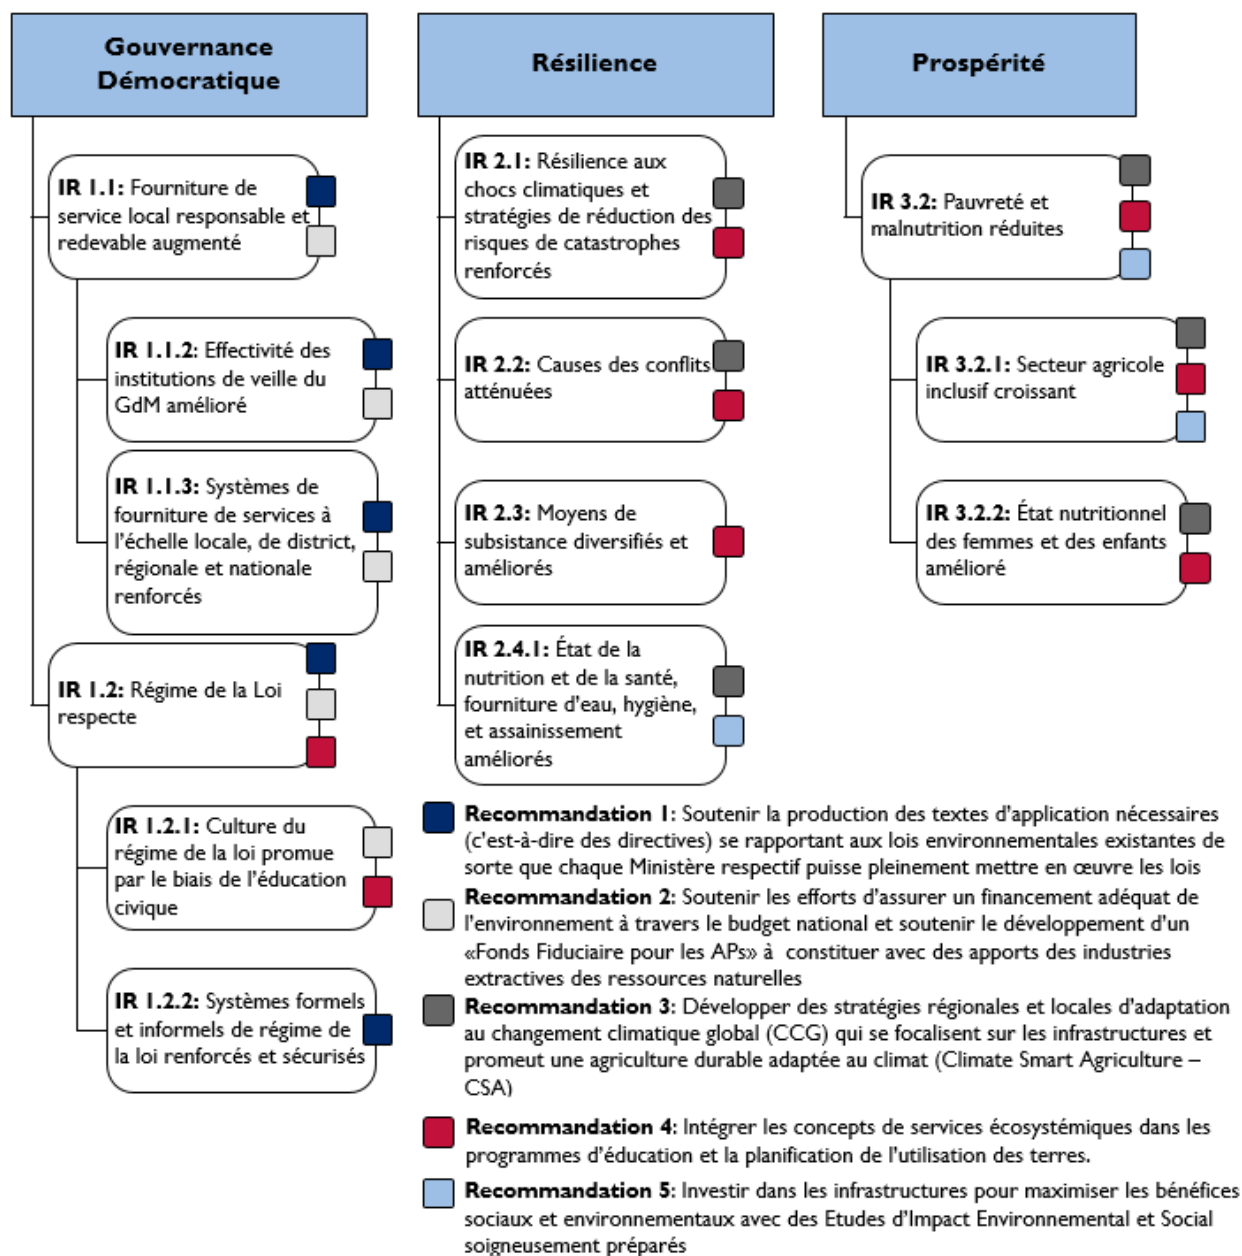 Gouvernance
Démocratique
IR 1.1: Fourniture de
service local responsable et
redevable augmenté
IR 1.1.2: Effectivité des
institutions de veille du
GdM amélioré
IR 1.1.3: Systèmes de
fourniture de services à
l'échelle locale, de district,
régionale et nationale
renforcés
IR 1.2: Régime de la Loi
respecte
IR 1.2.1: Culture du
régime de la loi promue
par le biais de l'éducation
civique
IR 1.2.2: Systèmes formels
et informels de régime de
la loi renforcés et sécurisés
Résilience
IR 2.1: Résilience aux
chocs climatiques et
stratégies de réduction des
risques de catastrophes
renforcés
IR 2.2: Causes des conflits
atténuées
IR 2.3: Moyens de
subsistance diversifiés et
améliorés
IR 2.4.1: État de la
nutrition et de la santé,
fourniture d'eau, hygiène,
et assainissement
améliorés
Prospérité
IR 3.2: Pauvreté et
malnutrition réduites
IR 3.2.1: Secteur agricole
inclusif croissant
IR 3.2.2: État nutritionnel
des femmes et des enfants
amélioré
Recommandation 1: Soutenir la production des textes d'application nécessaires
(c'est-à-dire des directives) se rapportant aux lois environnementales existantes de
sorte que chaque Ministère respectif puisse pleinement mettre en œuvre les lois
Recommandation 2: Soutenir les efforts d'assurer un financement adéquat de
l'environnement à travers le budget national et soutenir le développement d'un
«Fonds Fiduciaire pour les APs» à constituer avec des apports des industries
extractives des ressources naturelles
Recommandation 3: Développer des stratégies régionales et locales d'adaptation
au changement climatique global (CCG) qui se focalisent sur les infrastructures et
promeut une agriculture durable adaptée au climat (Climate Smart Agriculture –
CSA)
Recommandation 4: Intégrer les concepts de services écosystémiques dans les
programmes d'éducation et la planification de l'utilisation des terres.
Recommandation 5: Investir dans les infrastructures pour maximiser les bénéfices
sociaux et environnementaux avec des Etudes d'Impact Environnemental et Social
soigneusement préparés